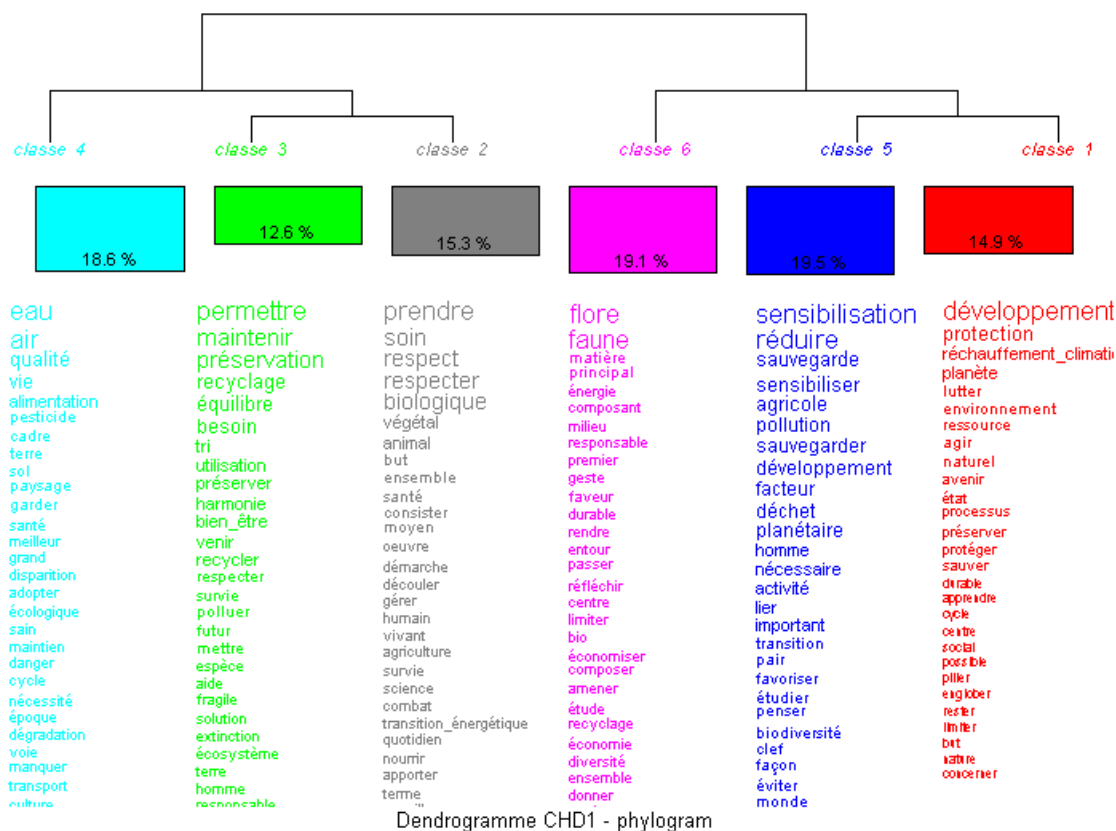 classe 4
classe 3
classe 2
classe 6
classe 5
classe 1
18.6 %
12.6 %
15.3 %
19.1 %
19.5 %
14.9 %
eau
air
qualité
vie
alimentation
pesticide
cadre
terre
sol
paysage
garder
santé
meilleur
grand
disparition
adopter
écologique
sain
maintien
danger
cycle
nécessité
époque
dégradation
voie
manquer
transport
culture
permettre
maintenir
préservation
recyclage
équilibre
besoin
tri
utilisation
préserver
harmonie
bien_être
venir
recycler
respecter
survie
polluer
futur
mettre
espèce
aide
fragile
solution
extinction
écosystème
terre
homme
responsable
prendre
soin
respect
respecter
biologique
végétal
animal
but
ensemble
santé
consister
moyen
oeuvre
démarche
découler
gérer
humain
vivant
agriculture
survie
science
combat
transition_énergétique
quotidien
nourrir
apporter
terme
flore
faune
matière
principal
énergie
composant
milieu
responsable
premier
geste
faveur
durable
rendre
entour
passer
réfléchir
centre
limiter
bio
économiser
composer
amener
étude
recyclage
économie
diversité
ensemble
donner
sensibilisation
réduire
sauvegarde
sensibiliser
agricole
pollution
sauvegarder
développement
facteur
déchet
planétaire
homme
nécessaire
activité
lier
important
transition
pair
favoriser
étudier
penser
biodiversité
clef
façon
éviter
monde
développement
protection
réchauffement_climati
planète
lutter
environnement
ressource
agir
naturel
avenir
état
processus
préserver
protéger
sauver
durable
apprendre
cycle
centre
social
possible
pilier
englober
rester
limiter
but
nature
concerner
Dendrogramme CHD1 - phylogram